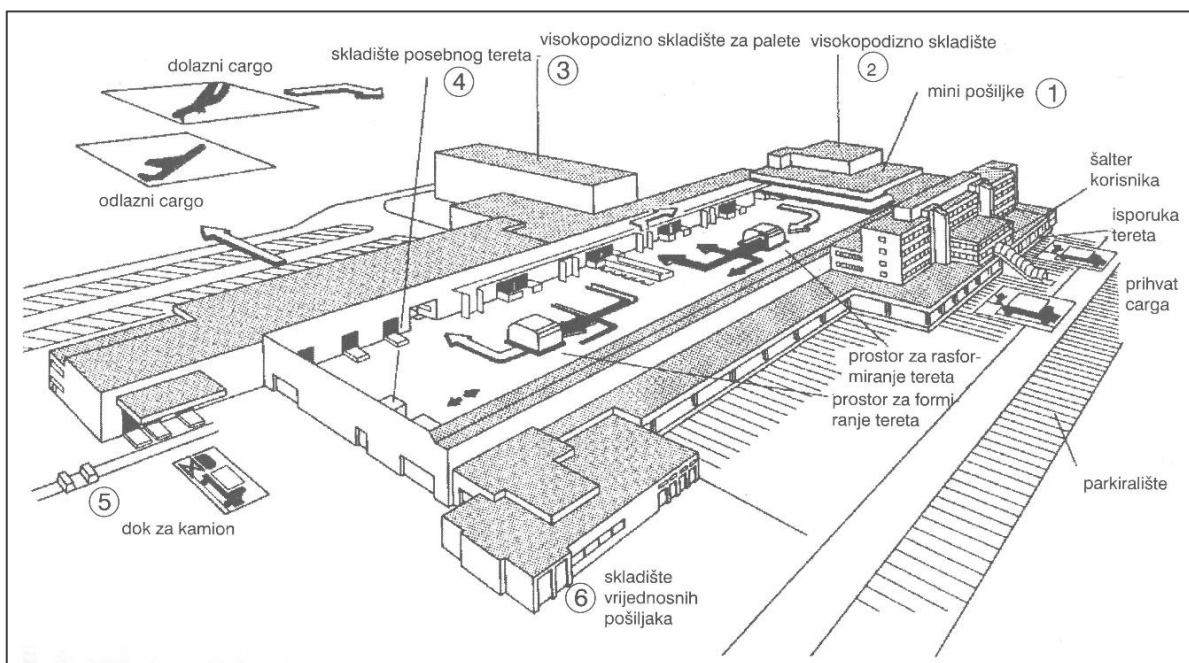 visokopodizno skladište za palete
visokopodizno skladište
skladište posebnog tereta
3
2
dolazni cargo
4
mini pošiljke
1
šalter
korisnika
odlazni cargo
isporuka
tereta
prihvat
carga
prostor za rasfor-
miranje tereta
prostor za formi
ranje tereta
parkiralište
5
dok za kamion
6
skladište
vrijednosnih
pošiljaka